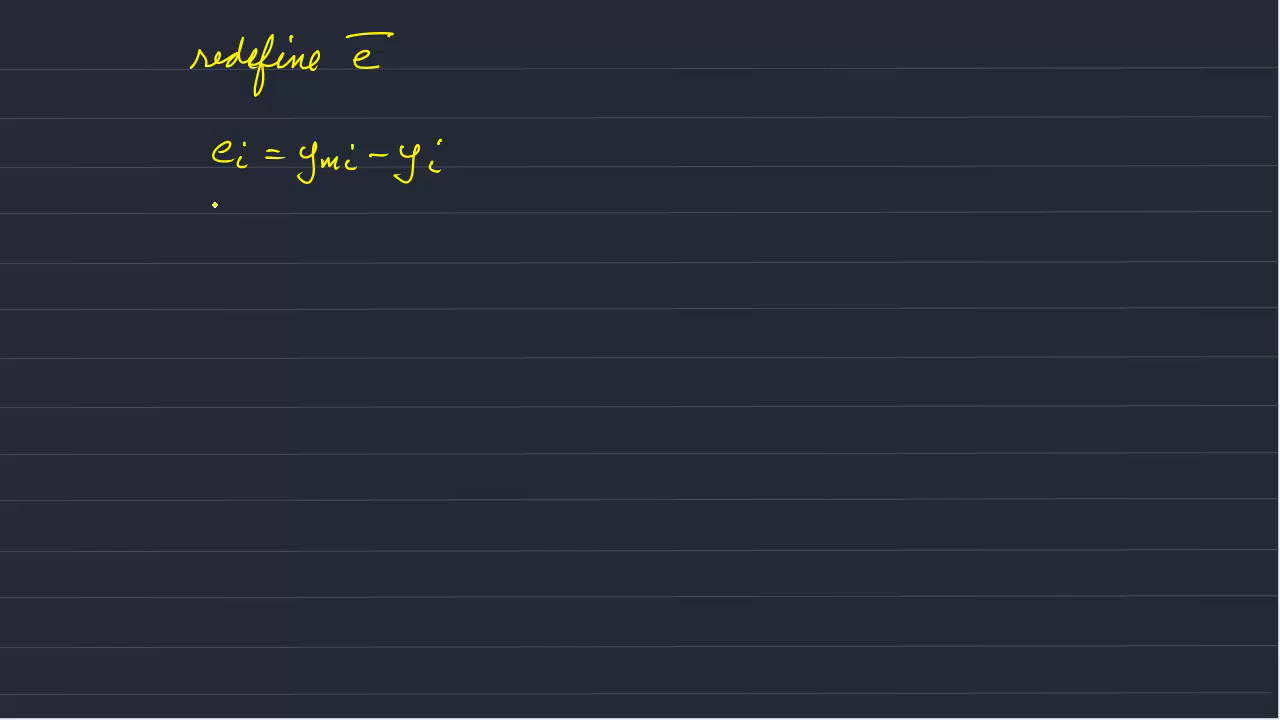 redefine e̅
eᵢ = yₘᵢ − yᵢ